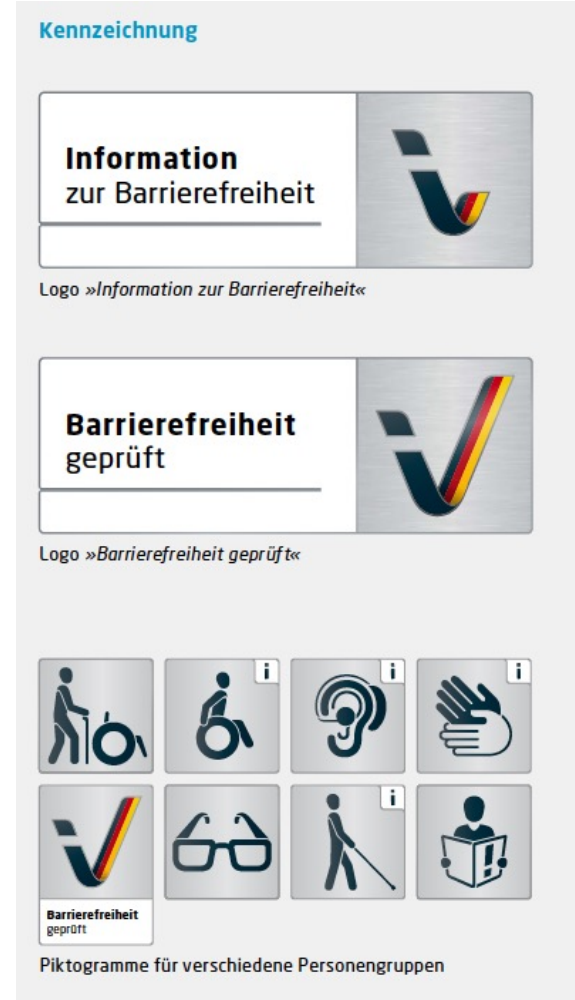 Kennzeichnung
Information
zur Barrierefreiheit
Logo »Information zur Barrierefreiheit«
Barrierefreiheit
geprüft
Logo »Barrierefreiheit geprüft«
i
i
i
i
Barrierefreiheit
geprüft
Piktogramme für verschiedene Personengruppen